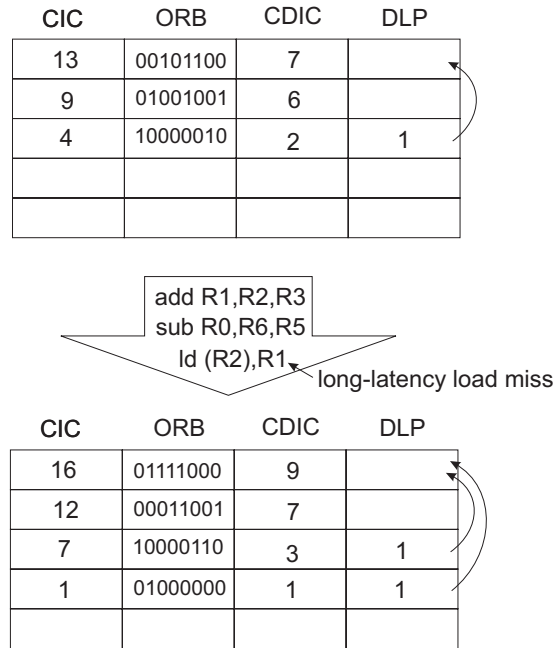 CIC ORB CDIC DLP
13 00101100 7
9 01001001 6
4 10000010 2 1
add R1,R2,R3
sub R0,R6,R5
ld (R2),R1
long-latency load miss
CIC ORB CDIC DLP
16 01111000 9
12 00011001 7
7 10000110 3 1
1 01000000 1 1